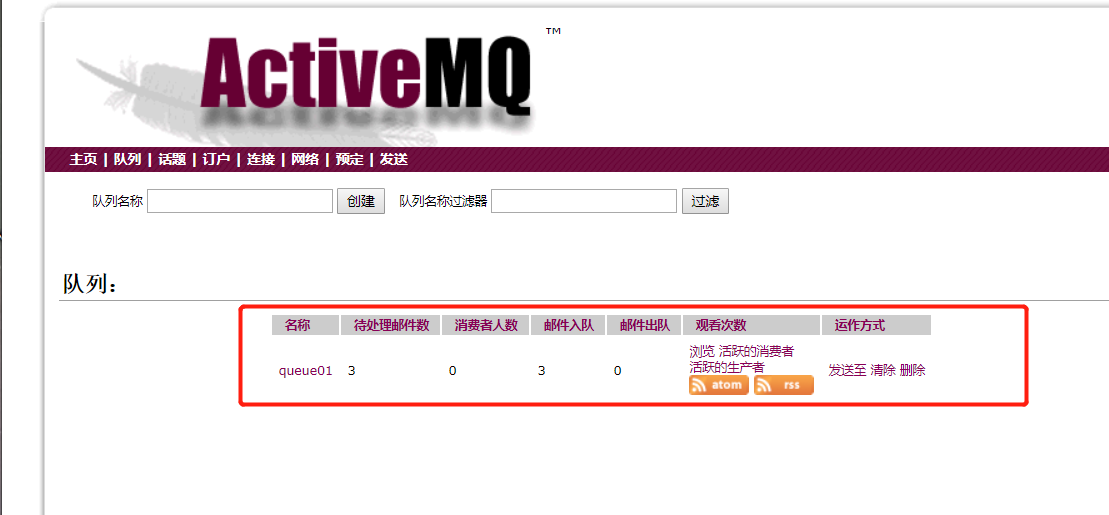 ActiveMQ ™
主页 | 队列 | 话题 | 订户 | 连接 | 网络 | 预定 | 发送
队列名称 创建 队列名称过滤器 过滤
队列：
名称 待处理邮件数 消费者人数 邮件入队 邮件出队 观看次数 运作方式
queue01 3 0 3 0 浏览 活跃的消费者
活跃的生产者
atom rss
发送至 清除 删除